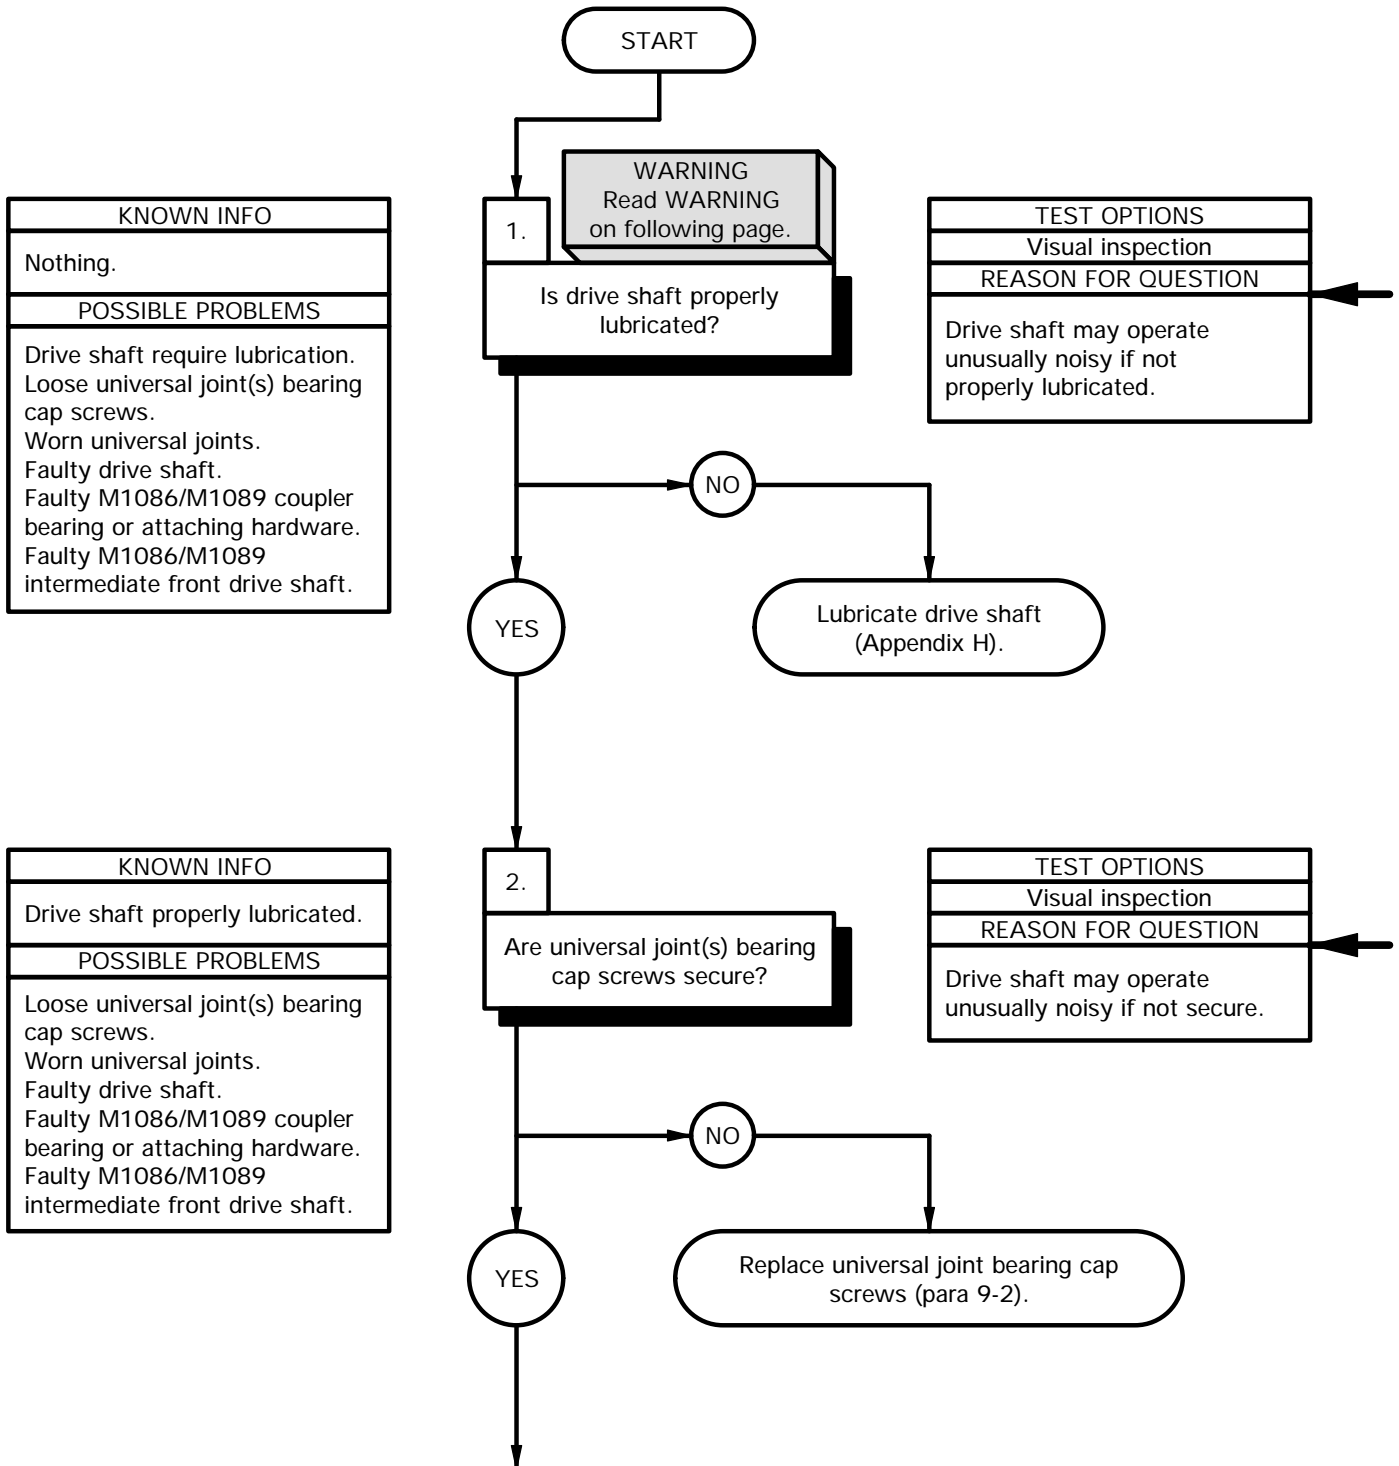 START
WARNING
Read WARNING
on following page.
KNOWN INFO
Nothing.
POSSIBLE PROBLEMS
Drive shaft require lubrication.
Loose universal joint(s) bearing
cap screws.
Worn universal joints.
Faulty drive shaft.
Faulty M1086/M1089 coupler
bearing or attaching hardware.
Faulty M1086/M1089
intermediate front drive shaft.
1.
Is drive shaft properly
lubricated?
TEST OPTIONS
Visual inspection
REASON FOR QUESTION
Drive shaft may operate
unusually noisy if not
properly lubricated.
NO
YES
Lubricate drive shaft
(Appendix H).
KNOWN INFO
Drive shaft properly lubricated.
POSSIBLE PROBLEMS
Loose universal joint(s) bearing
cap screws.
Worn universal joints.
Faulty drive shaft.
Faulty M1086/M1089 coupler
bearing or attaching hardware.
Faulty M1086/M1089
intermediate front drive shaft.
2.
Are universal joint(s) bearing
cap screws secure?
TEST OPTIONS
Visual inspection
REASON FOR QUESTION
Drive shaft may operate
unusually noisy if not secure.
NO
YES
Replace universal joint bearing cap
screws (para 9-2).